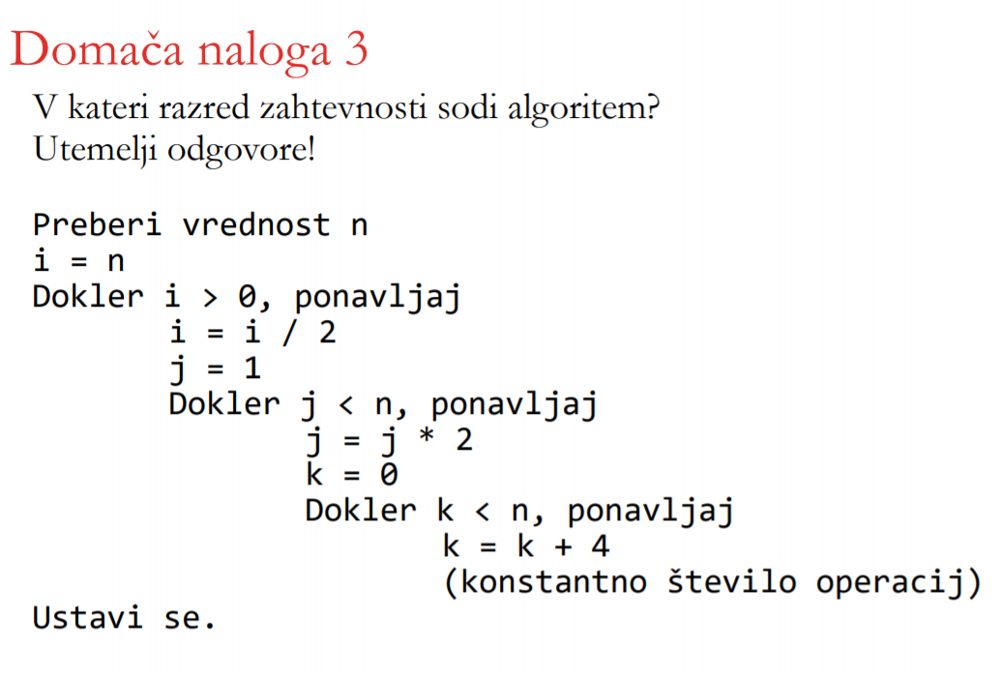 Domača naloga 3
V kateri razred zahtevnosti sodi algoritem?
Utemelji odgovore!
Preberi vrednost n
i = n
Dokler i > 0, ponavljaj
i = i / 2
j = 1
Dokler j < n, ponavljaj
j = j * 2
k = 0
Dokler k < n, ponavljaj
k = k + 4
(konstantno število operacij)
Ustavi se.